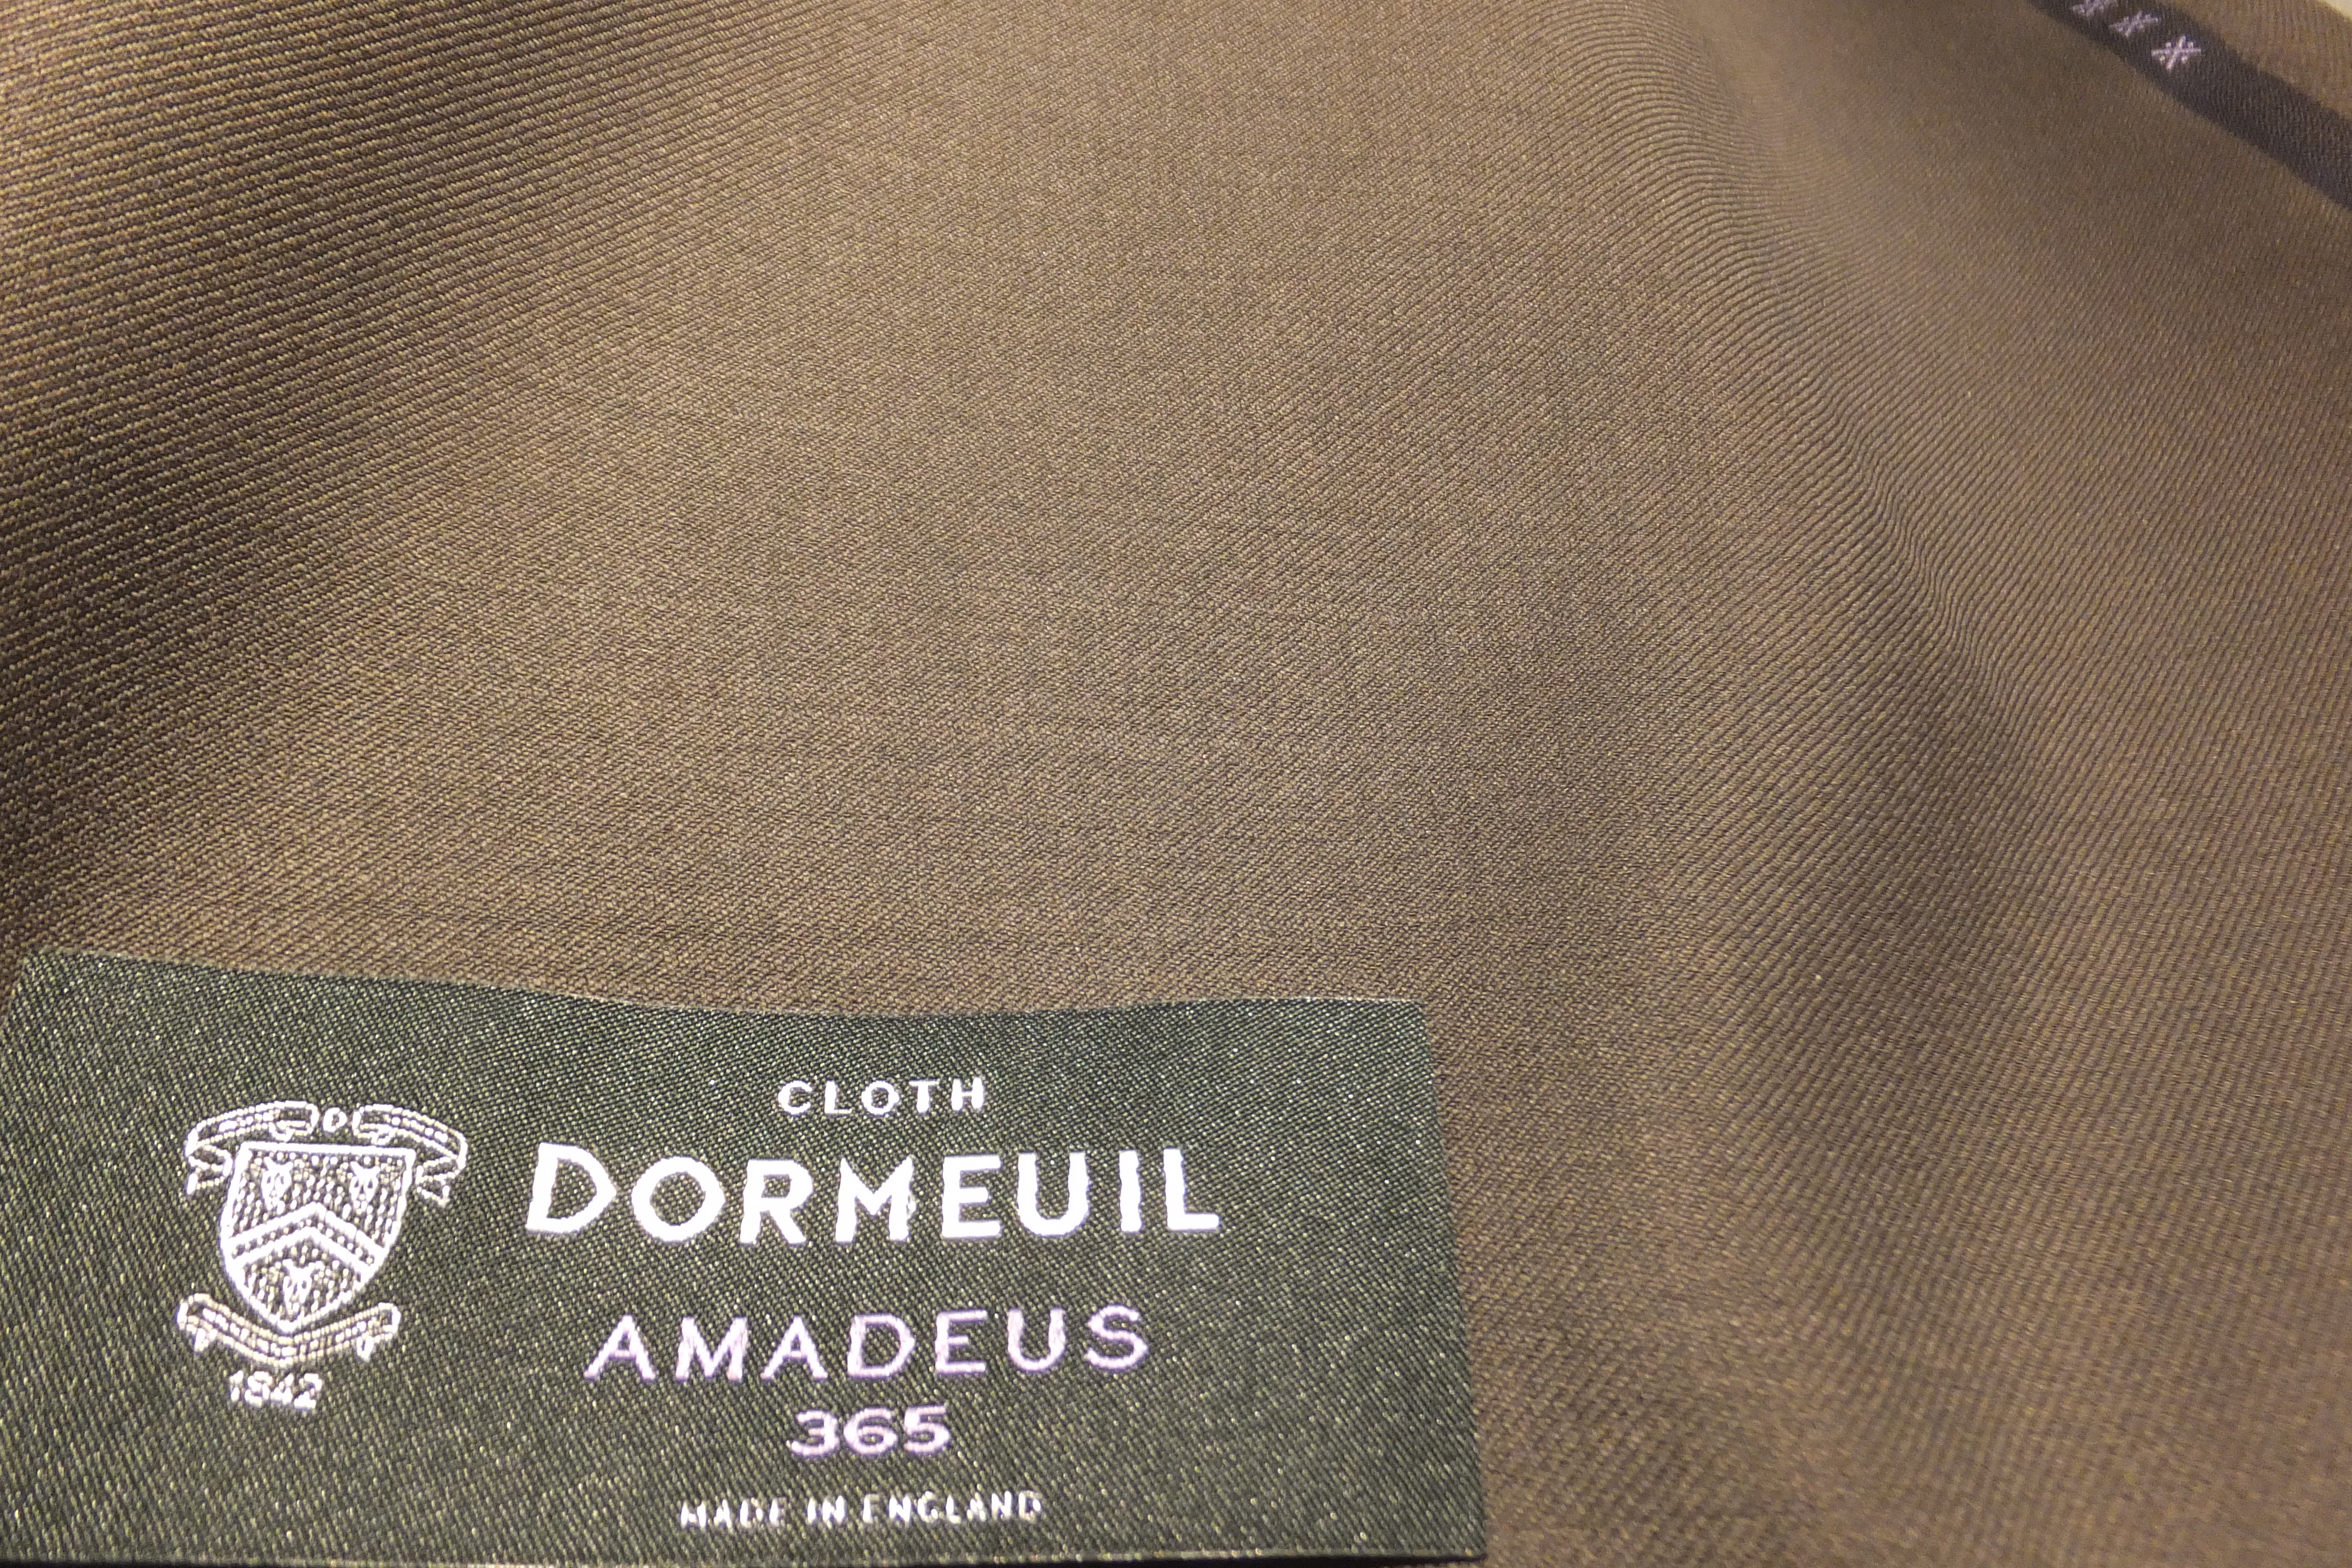 D
1842
CLOTH
DORMEUIL
AMADEUS
365
MADE IN ENGLAND